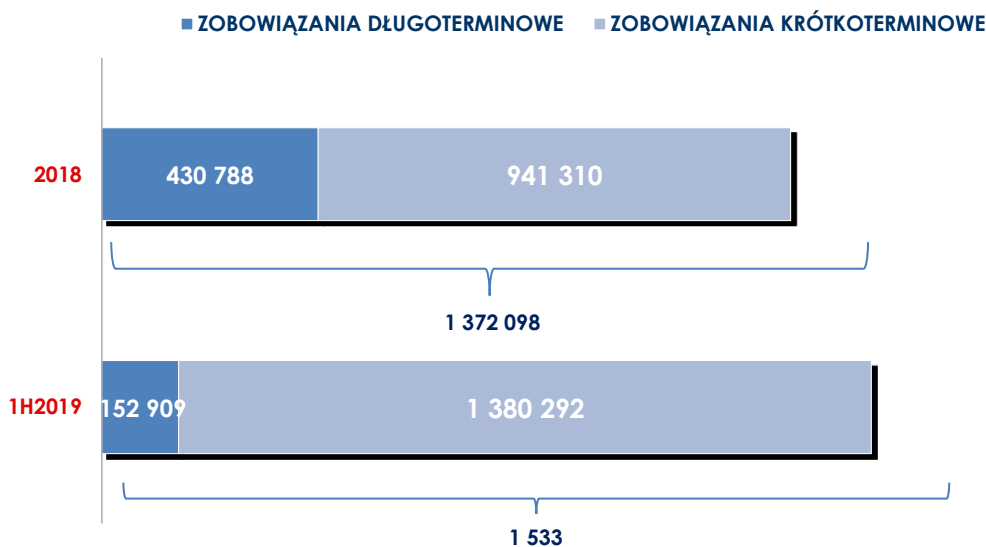 ZOBOWIĄZANIA DŁUGOTERMINOWE ZOBOWIĄZANIA KRÓTKOTERMINOWE
2018 430 788 941 310
1 372 098
1H2019 152 909 1 380 292
1 533